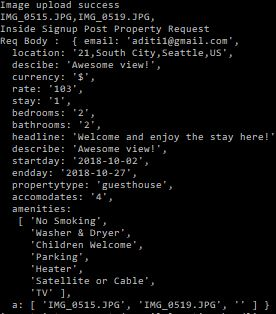 Image upload success
IMG_0515.JPG,IMG_0519.JPG,
Inside Signup Post Property Request
Req Body :  { email: 'aditi1@gmail.com',
  location: '21,South City,Seattle,US',
  descibe: 'Awesome view!',
  currency: '$',
  rate: '103',
  stay: '1',
  bedrooms: '2',
  bathrooms: '2',
  headline: 'Welcome and enjoy the stay here!'
  describe: 'Awesome view!',
  startday: '2018-10-02',
  endday: '2018-10-27',
  propertytype: 'guesthouse',
  accomodates: '4',
  amenities:
   [ 'No Smoking',
     'Washer & Dryer',
     'Children Welcome',
     'Parking',
     'Heater',
     'Satellite or Cable',
     'TV' ],
  a: [ 'IMG_0515.JPG', 'IMG_0519.JPG', '' ] }